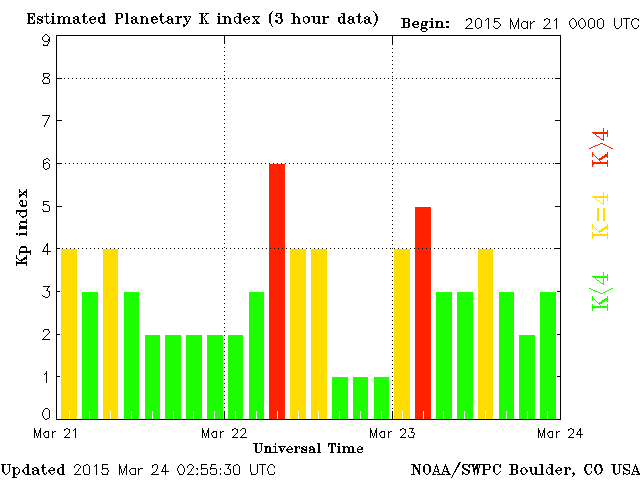 Estimated Planetary K index (3 hour data) Begin: 2015 Mar 21 0000 UTC
9
8
7
6
5
4
3
2
1
0
Kp index
K>4
K=4
K<4
Mar 21 Mar 22 Mar 23 Mar 24
Universal Time
Updated 2015 Mar 24 02:55:30 UTC NOAA/SWPC Boulder, CO USA